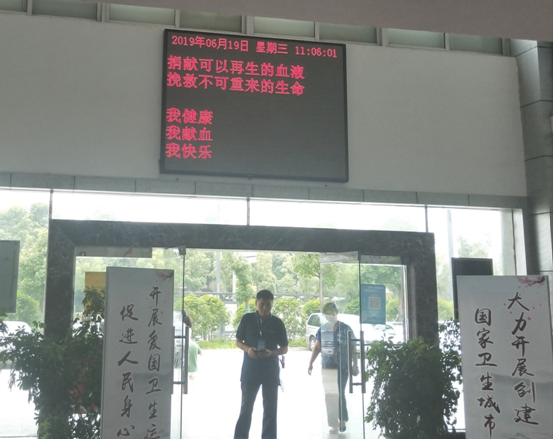 2019年06月19日 星期三 11:06:01
捐献可以再生的血液
挽救不可重来的生命
我健康
我献血
我快乐
开展爱国卫生
促进人民身心
大力开展创建
国家卫生城市